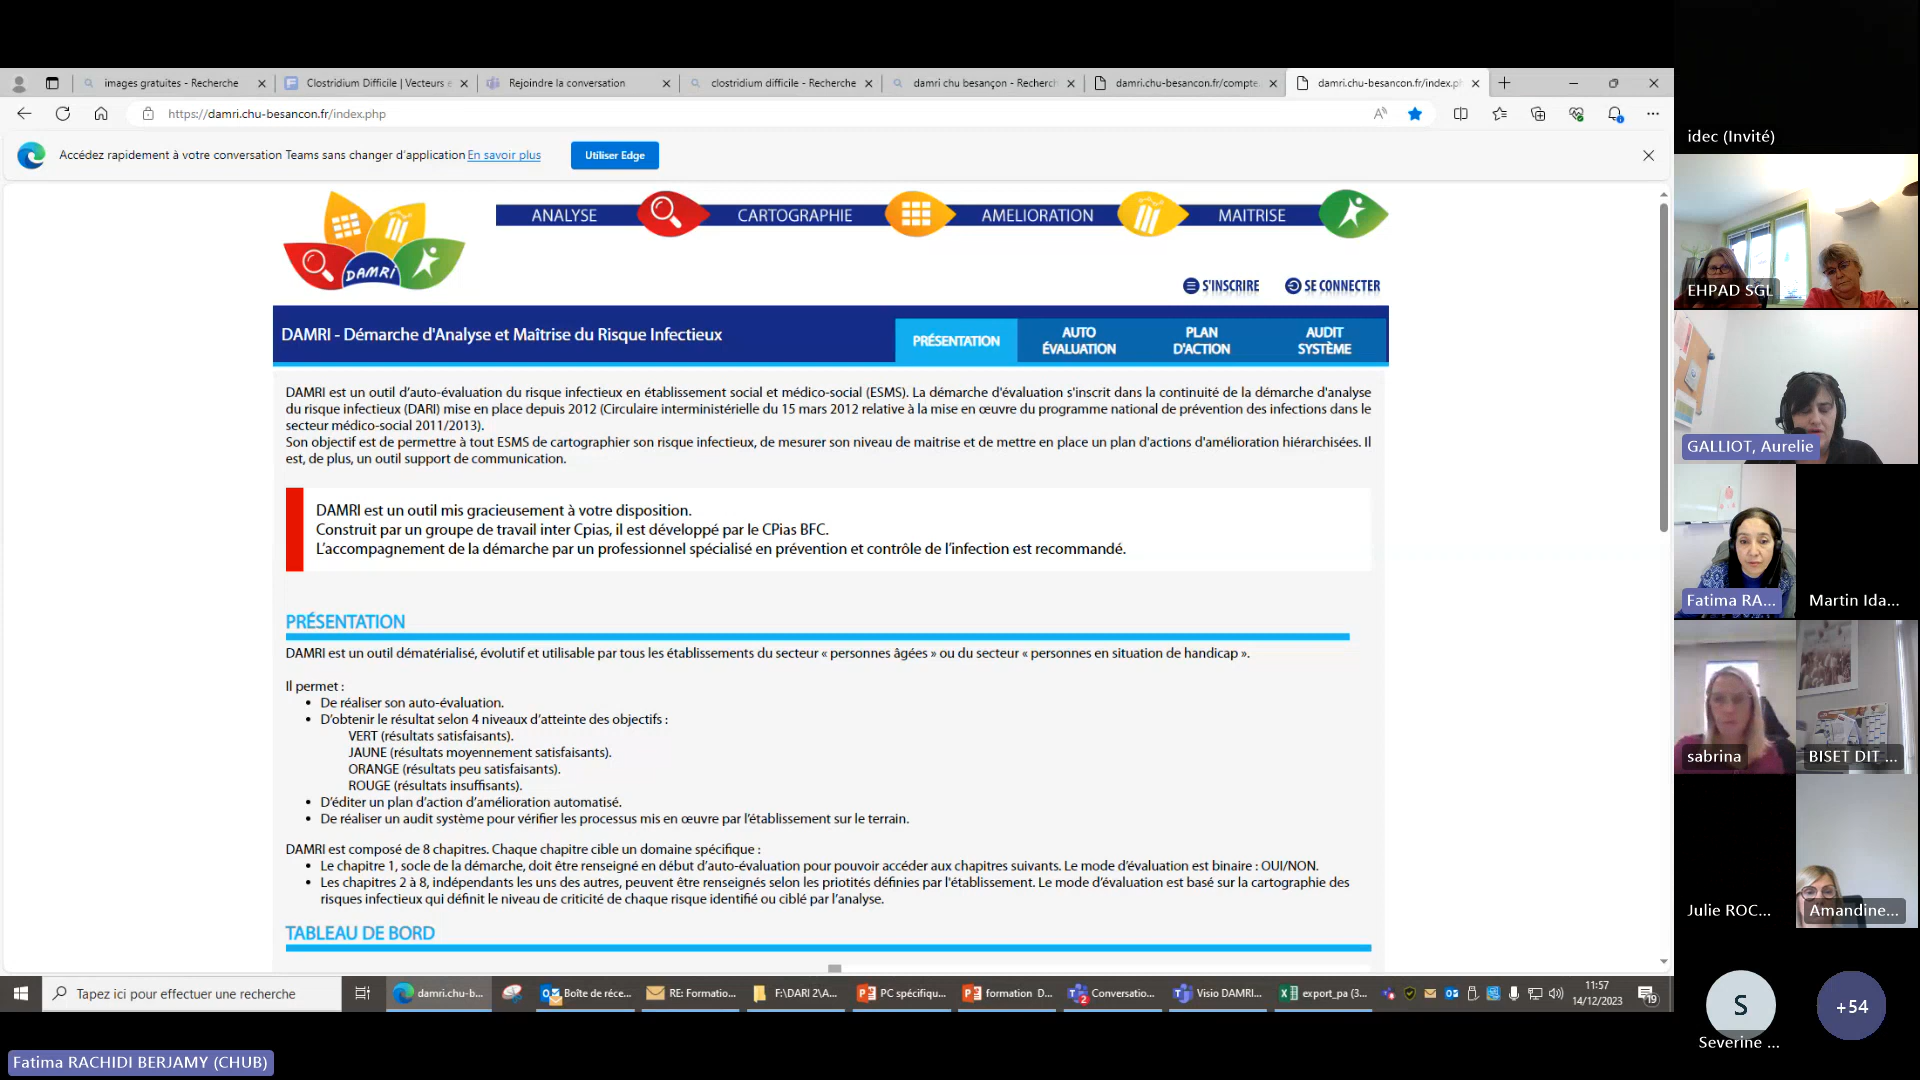 images gratuites - Recherche
Clostridium Difficile | Vecteurs e
Rejoindre la conversation
clostridium difficile - Recherche
damri chu besançon - Recherch
damri.chu-besancon.fr/compte.
damri.chu-besancon.fr/index.ph
https://damri.chu-besancon.fr/index.php
Accédez rapidement à votre conversation Teams sans changer d'application En savoir plus
Utiliser Edge
DAMRI
ANALYSE
CARTOGRAPHIE
AMELIORATION
MAITRISE
S'INSCRIRE
SE CONNECTER
DAMRI - Démarche d'Analyse et Maîtrise du Risque Infectieux
PRÉSENTATION
AUTO ÉVALUATION
PLAN D'ACTION
AUDIT SYSTÈME
DAMRI est un outil d'auto-évaluation du risque infectieux en établissement social et médico-social (ESMS). La démarche d'évaluation s'inscrit dans la continuité de la démarche d'analyse
du risque infectieux (DARI) mise en place depuis 2012 (Circulaire interministérielle du 15 mars 2012 relative à la mise en œuvre du programme national de prévention des infections dans le
secteur médico-social 2011/2013).
Son objectif est de permettre à tout ESMS de cartographier son risque infectieux, de mesurer son niveau de maitrise et de mettre en place un plan d'actions d'amélioration hiérarchisées. Il
est, de plus, un outil support de communication.
DAMRI est un outil mis gracieusement à votre disposition.
Construit par un groupe de travail inter Cpias, il est développé par le CPias BFC.
L'accompagnement de la démarche par un professionnel spécialisé en prévention et contrôle de l'infection est recommandé.
PRÉSENTATION
DAMRI est un outil dématérialisé, évolutif et utilisable par tous les établissements du secteur « personnes âgées » ou du secteur « personnes en situation de handicap ».
Il permet :
• De réaliser son auto-évaluation.
• D'obtenir le résultat selon 4 niveaux d'atteinte des objectifs :
VERT (résultats satisfaisants).
JAUNE (résultats moyennement satisfaisants).
ORANGE (résultats peu satisfaisants).
ROUGE (résultats insuffisants).
• D'éditer un plan d'action d'amélioration automatisé.
• De réaliser un audit système pour vérifier les processus mis en œuvre par l'établissement sur le terrain.
DAMRI est composé de 8 chapitres. Chaque chapitre cible un domaine spécifique :
• Le chapitre 1, socle de la démarche, doit être renseigné en début d'auto-évaluation pour pouvoir accéder aux chapitres suivants. Le mode d'évaluation est binaire : OUI/NON.
• Les chapitres 2 à 8, indépendants les uns des autres, peuvent être renseignés selon les priotités définies par l'établissement. Le mode d'évaluation est basé sur la cartographie des
risques infectieux qui définit le niveau de criticité de chaque risque identifié ou ciblé par l'analyse.
TABLEAU DE BORD
Tapez ici pour effectuer une recherche
damri.chu-b...
Boîte de réce...
RE: Formatio...
F:\DARI 2\A...
PC spécifiqu...
formation D...
Conversatio...
Visio DAMRI...
export_pa (3...
11:57
14/12/2023
19
idec (Invité)
EHPAD SGL
GALLIOT, Aurelie
Fatima RA...
Martin Ida...
sabrina
BISET DIT ...
Julie ROC...
Amandine...
S
Severine ...
+54
Fatima RACHIDI BERJAMY (CHUB)